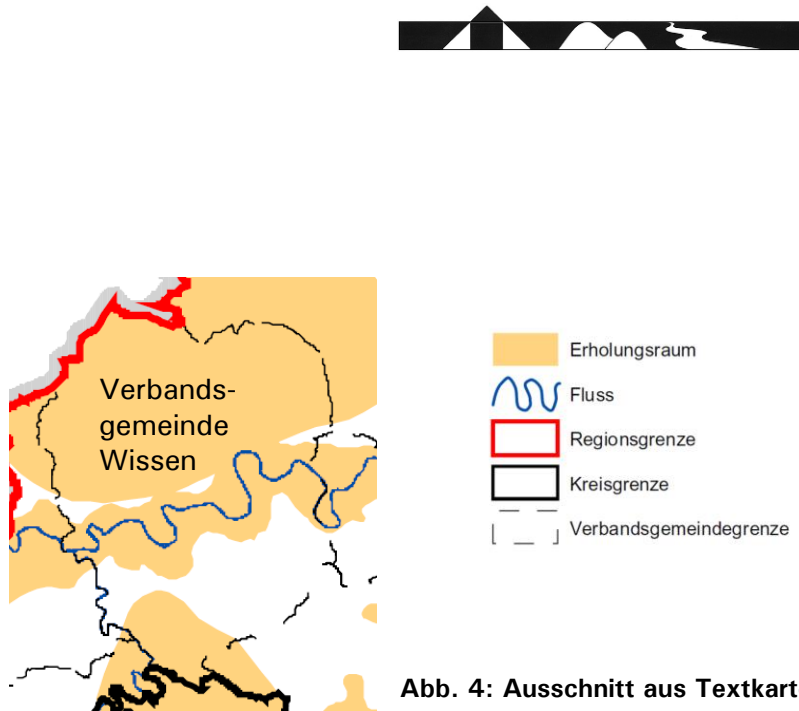 Verbands-
gemeinde
Wissen
Erholungsraum
Fluss
Regionsgrenze
Kreisgrenze
Verbandsgemeindegrenze
Abb. 4: Ausschnitt aus Textkart